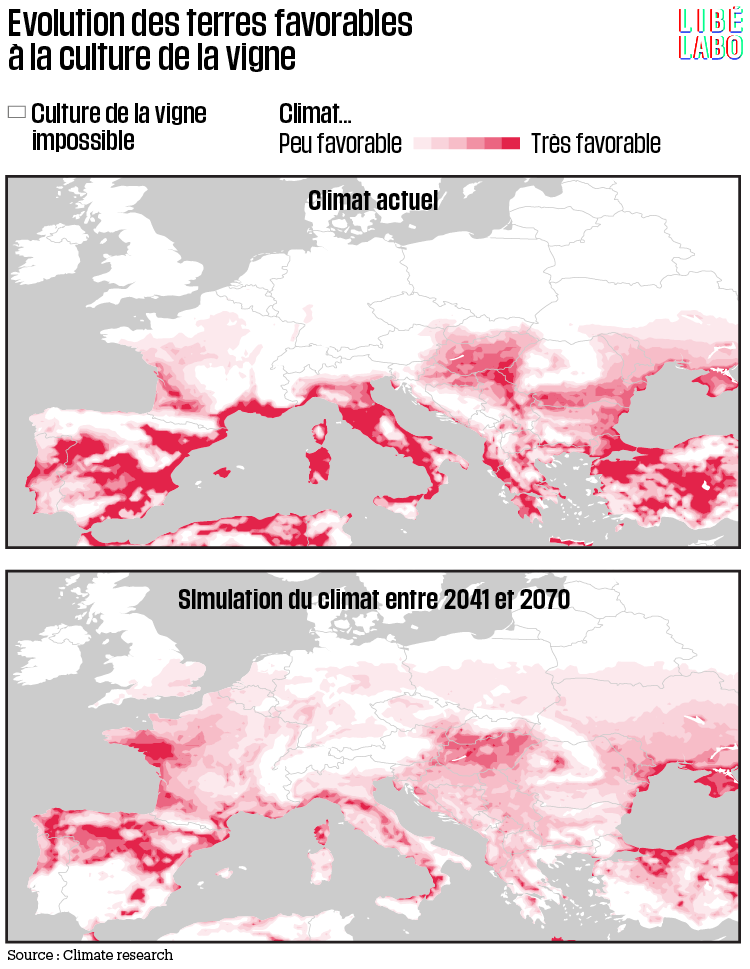 Evolution des terres favorables
à la culture de la vigne
LIBÉ
LABO
Culture de la vigne
impossible
Climat...
Peu favorable
Très favorable
Climat actuel
SImulation du climat entre 2041 et 2070
Source : Climate research